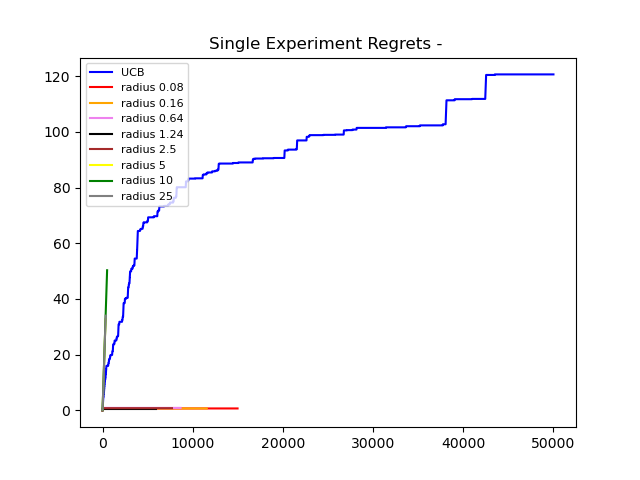 Single Experiment Regrets -
120
100
80
60
40
20
0
UCB
radius 0.08
radius 0.16
radius 0.64
radius 1.24
radius 2.5
radius 5
radius 10
radius 25
0 10000 20000 30000 40000 50000